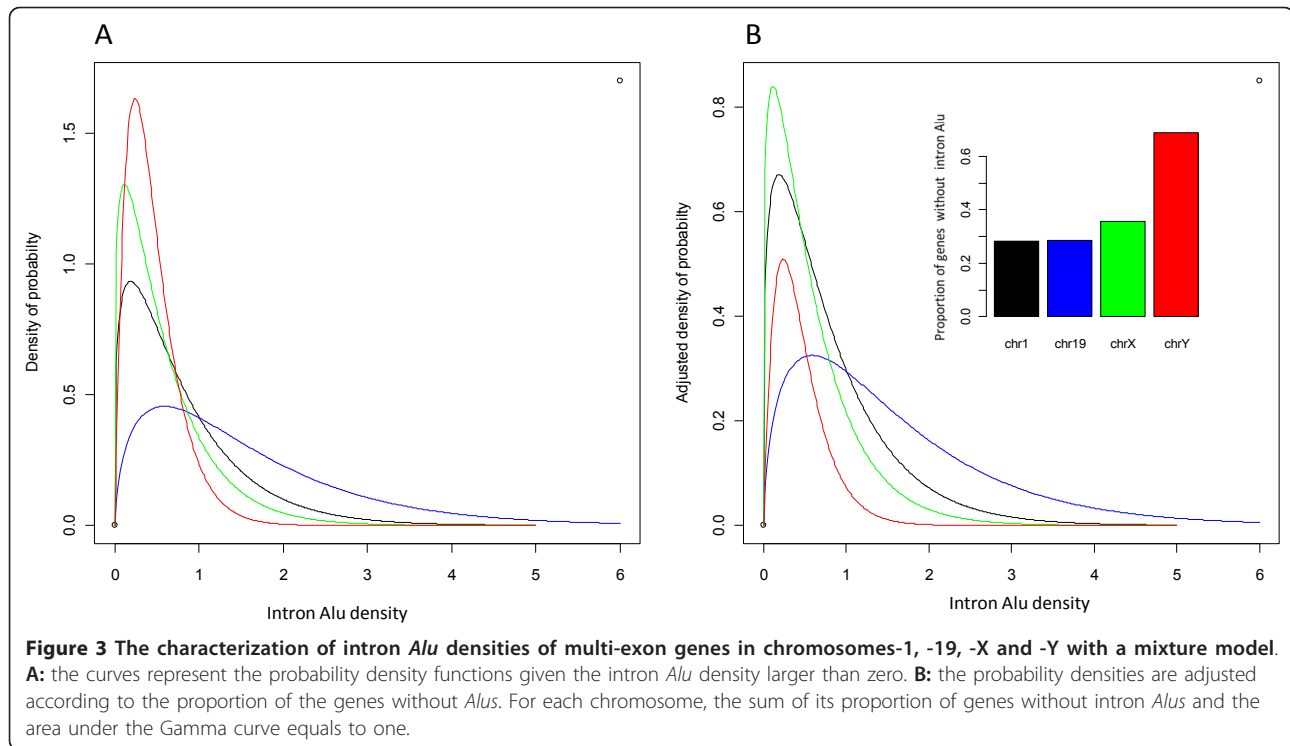 A
B
Density of probabilty
1.5
1.0
0.5
0.0
0 1 2 3 4 5 6
Intron Alu density
Adjusted density of probability
0.8
0.6
0.4
0.2
0.0
0 1 2 3 4 5 6
Intron Alu density
Proportion of genes without intron Alu
0.6
0.4
0.2
0.0
chr1 chr19 chrX chrY
Figure 3 The characterization of intron Alu densities of multi-exon genes in chromosomes-1, -19, -X and -Y with a mixture model.
A: the curves represent the probability density functions given the intron Alu density larger than zero. B: the probability densities are adjusted
according to the proportion of the genes without Alus. For each chromosome, the sum of its proportion of genes without intron Alus and the
area under the Gamma curve equals to one.